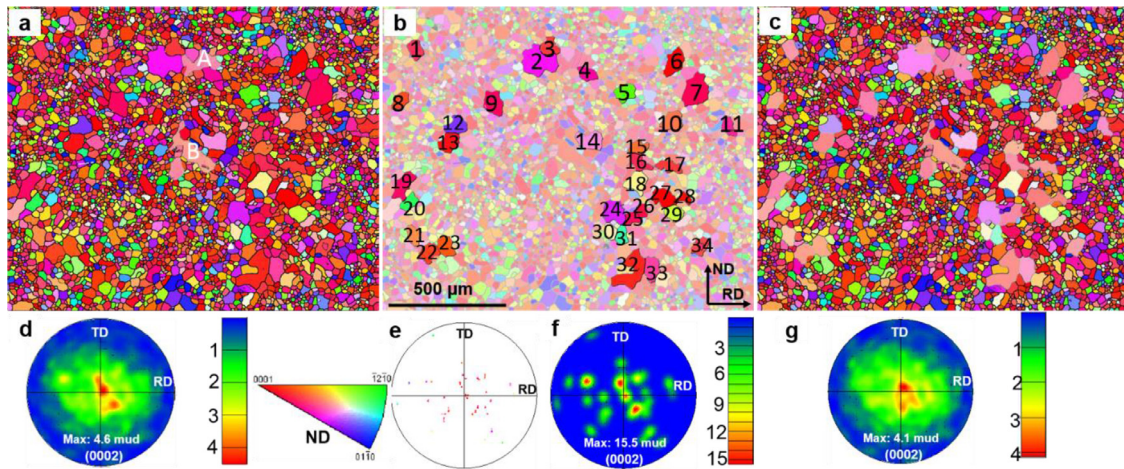 a
b
c
A
B
1
2
3
4
5
6
7
8
9
10
11
12
13
14
15
16
17
18
19
20
21
22
23
24
25
26
27
28
29
30
31
32
33
34
500 µm
ND
RD
d
TD
RD
Max: 4.6 mud
(0002)
1
2
3
4
0001
1̄21̄0
011̄0
ND
e
TD
RD
f
TD
RD
Max: 15.5 mud
(0002)
3
6
9
12
15
g
TD
RD
Max: 4.1 mud
(0002)
1
2
3
4